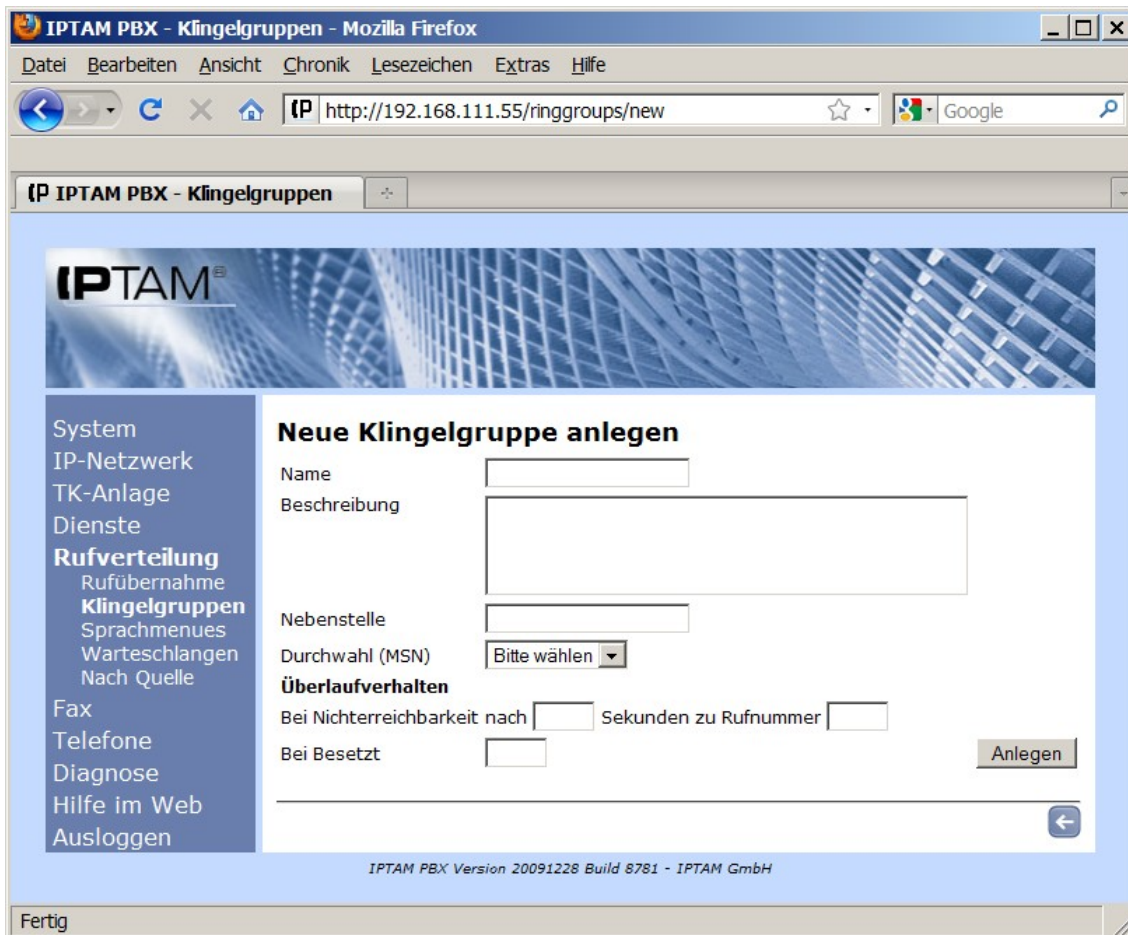 IPTAM PBX - Klingelgruppen - Mozilla Firefox
Datei Bearbeiten Ansicht Chronik Lesezeichen Extras Hilfe
(P http://192.168.111.55/ringgroups/new Google
(P IPTAM PBX - Klingelgruppen
IPTAM®
System
IP-Netzwerk
TK-Anlage
Dienste
Rufverteilung
Rufübernahme
Klingelgruppen
Sprachmenues
Warteschlangen
Nach Quelle
Fax
Telefone
Diagnose
Hilfe im Web
Ausloggen
Neue Klingelgruppe anlegen
Name
Beschreibung
Nebenstelle
Durchwahl (MSN) Bitte wählen
Überlaufverhalten
Bei Nichterreichbarkeit nach Sekunden zu Rufnummer
Bei Besetzt Anlegen
IPTAM PBX Version 20091228 Build 8781 - IPTAM GmbH
Fertig